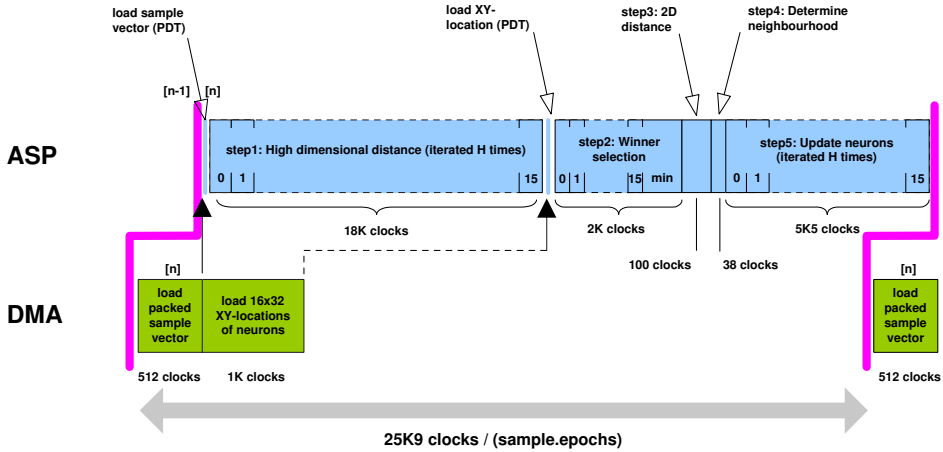 load sample
vector (PDT)
load XY-
location (PDT)
step3: 2D
distance
step4: Determine
neighbourhood
[n-1]
[n]
ASP
step1: High dimensional distance (iterated H times)
0 1 15
step2: Winner
selection
0 1 15 min
step5: Update neurons
(iterated H times)
0 1 15
18K clocks
2K clocks
5K5 clocks
100 clocks
38 clocks
DMA
[n]
load
packed
sample
vector
load 16x32
XY-locations
of neurons
[n]
load
packed
sample
vector
512 clocks
1K clocks
512 clocks
25K9 clocks / (sample.epochs)